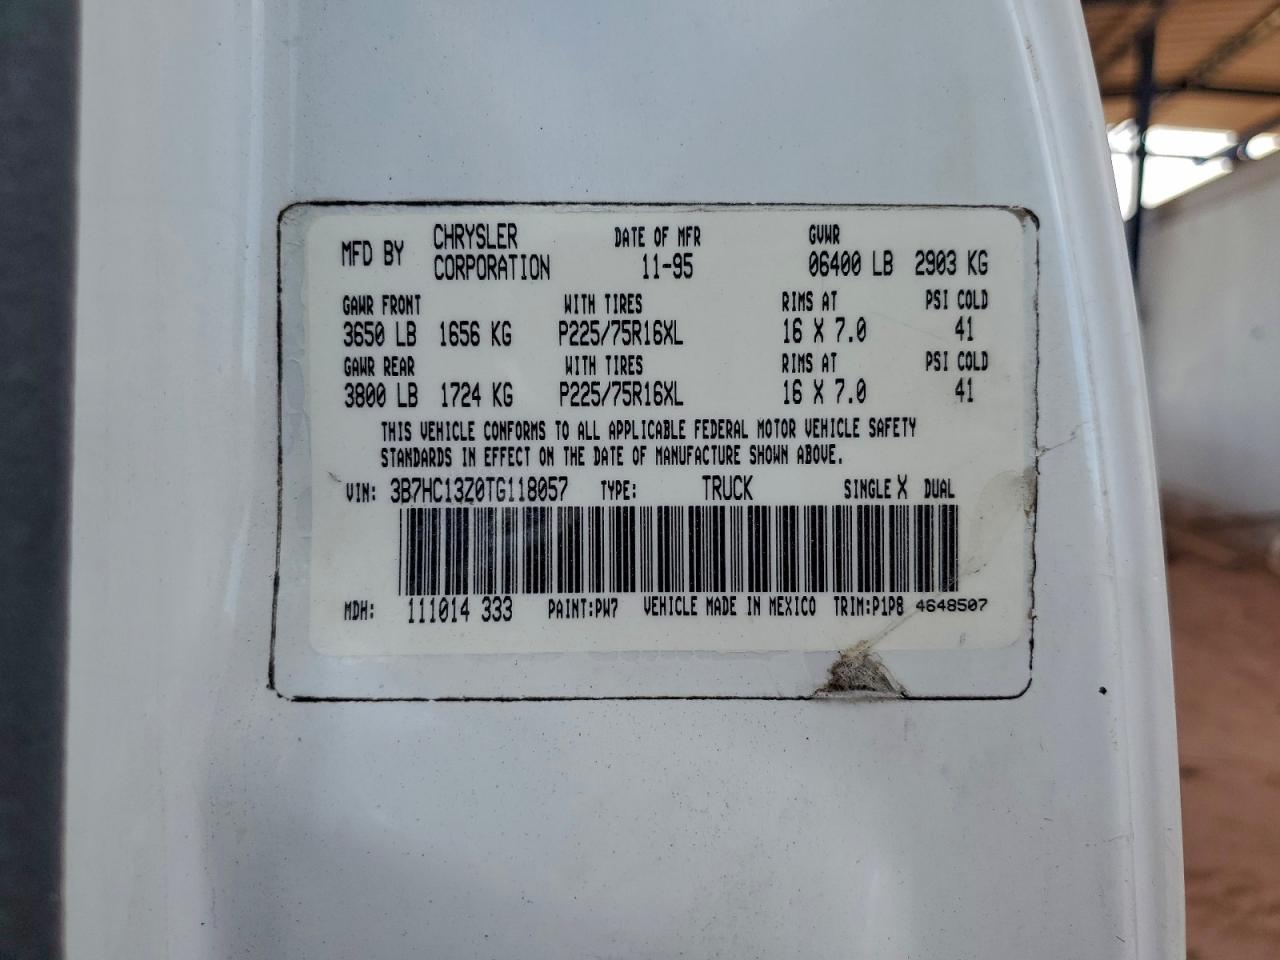 MFD BY CHRYSLER CORPORATION DATE OF MFR 11-95 GVWR 06400 LB 2903 KG
GAWR FRONT WITH TIRES RIMS AT PSI COLD
3650 LB 1656 KG P225/75R16XL 16 X 7.0 41
GAWR REAR WITH TIRES RIMS AT PSI COLD
3800 LB 1724 KG P225/75R16XL 16 X 7.0 41
THIS VEHICLE CONFORMS TO ALL APPLICABLE FEDERAL MOTOR VEHICLE SAFETY
STANDARDS IN EFFECT ON THE DATE OF MANUFACTURE SHOWN ABOVE.
VIN: 3B7HC13Z0TG118057 TYPE: TRUCK SINGLE X DUAL
MDH: 111014 333 PAINT:PW7 VEHICLE MADE IN MEXICO TRIM:P1P8 4648507